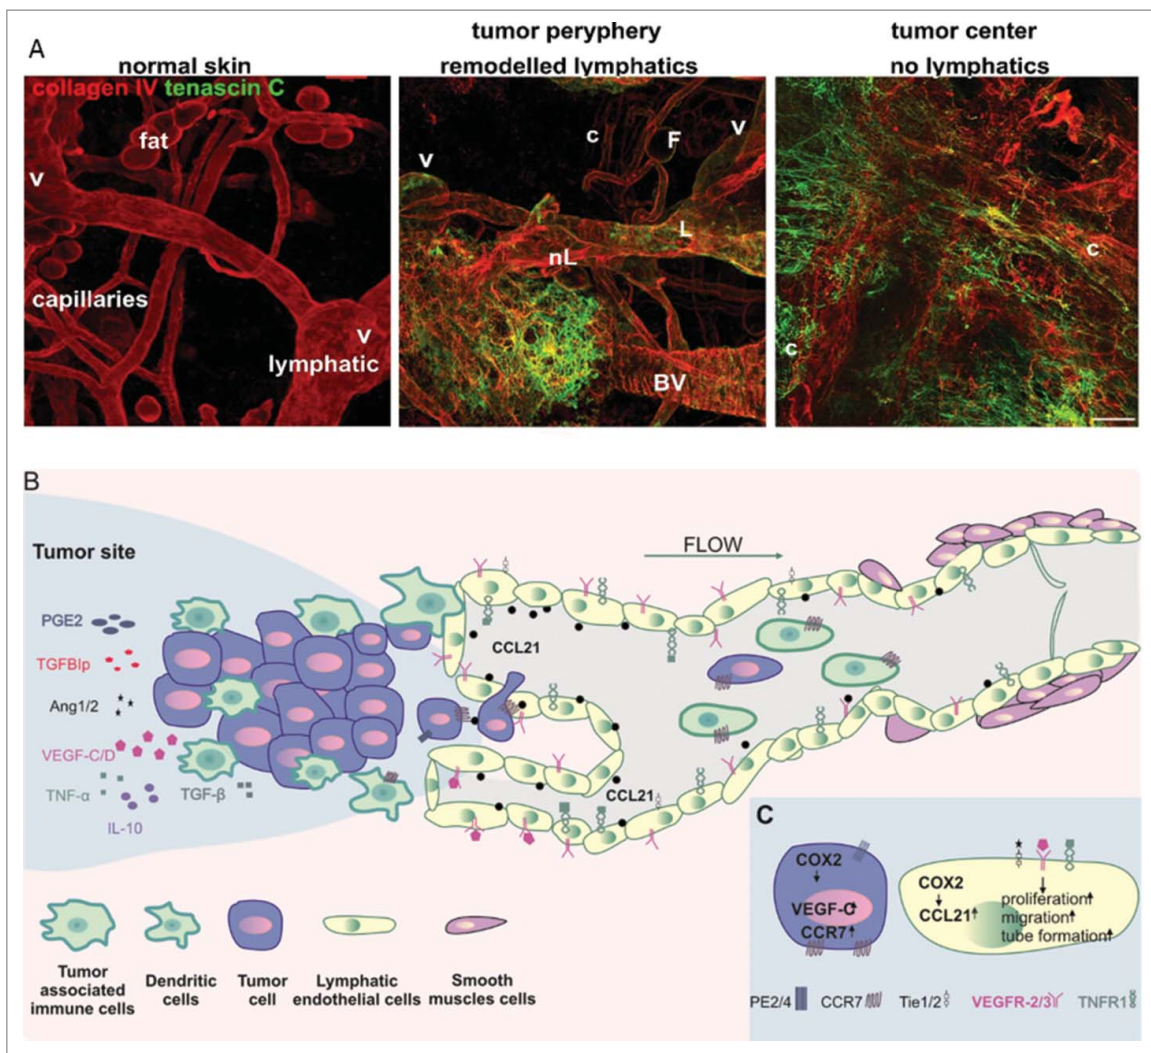 A
normal skin
tumor peryphery
remodelled lymphatics
tumor center
no lymphatics
collagen IV tenascin C
fat
v
capillaries
v
lymphatic
v
c
F
V
L
nL
BV
c
c
B
Tumor site
PGE2
TGFBIp
Ang1/2
VEGF-C/D
TNF-α
TGF-β
IL-10
FLOW
CCL21
CCL21
Tumor
associated
immune cells
Dendritic
cells
Tumor
cell
Lymphatic
endothelial cells
Smooth
muscles cells
C
COX2
VEGF-C
CCR7
COX2
CCL21
proliferation
migration
tube formation
PE2/4
CCR7
Tie1/2
VEGFR-2/3
TNFR1